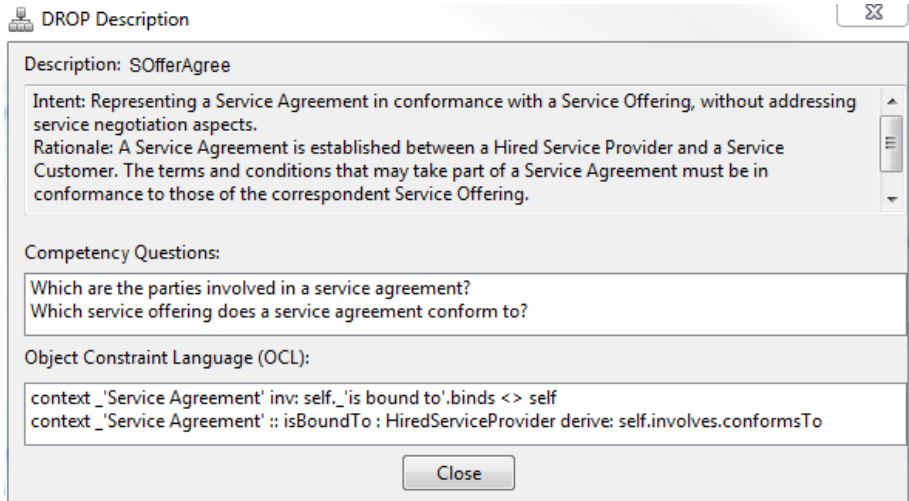 DROP Description
Description: SOfferAgree
Intent: Representing a Service Agreement in conformance with a Service Offering, without addressing
service negotiation aspects.
Rationale: A Service Agreement is established between a Hired Service Provider and a Service
Customer. The terms and conditions that may take part of a Service Agreement must be in
conformance to those of the correspondent Service Offering.
Competency Questions:
Which are the parties involved in a service agreement?
Which service offering does a service agreement conform to?
Object Constraint Language (OCL):
context _'Service Agreement' inv: self._'is bound to'.binds <> self
context _'Service Agreement' :: isBoundTo : HiredServiceProvider derive: self.involves.conformsTo
Close